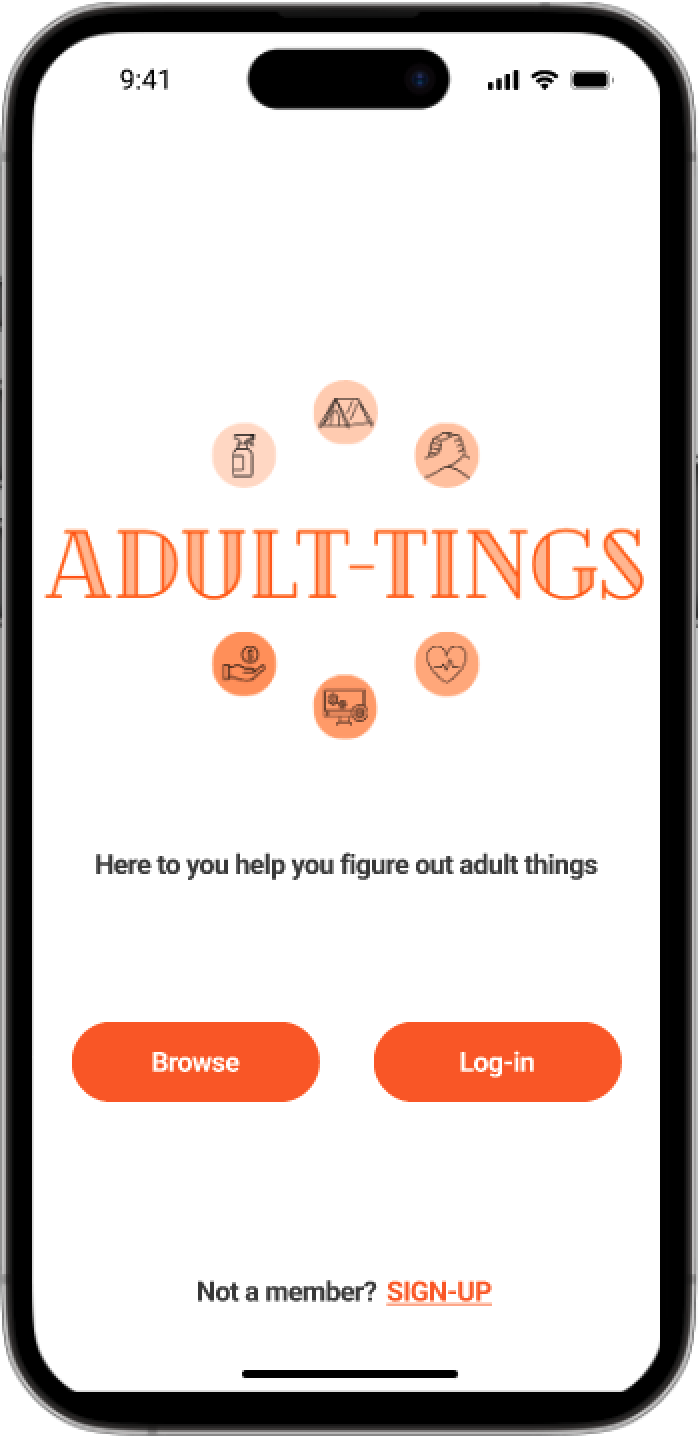 9:41
ADULT-TINGS
Here to you help you figure out adult things
Browse
Log-in
Not a member? SIGN-UP